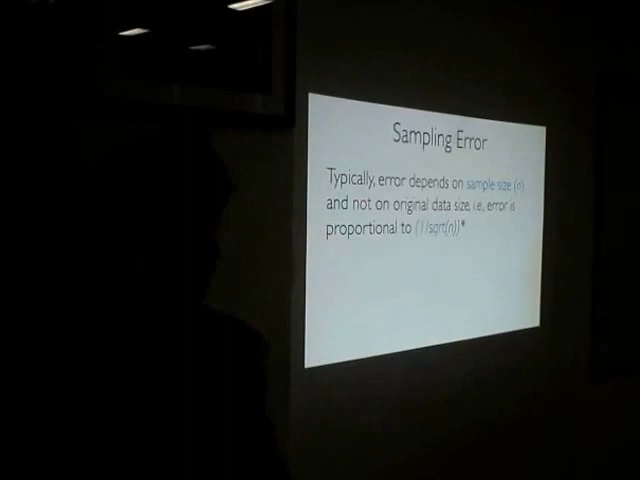 Sampling Error
Typically, error depends on sample size (n)
and not on original data size, i.e., error is
proportional to (1/sqrt(n))*